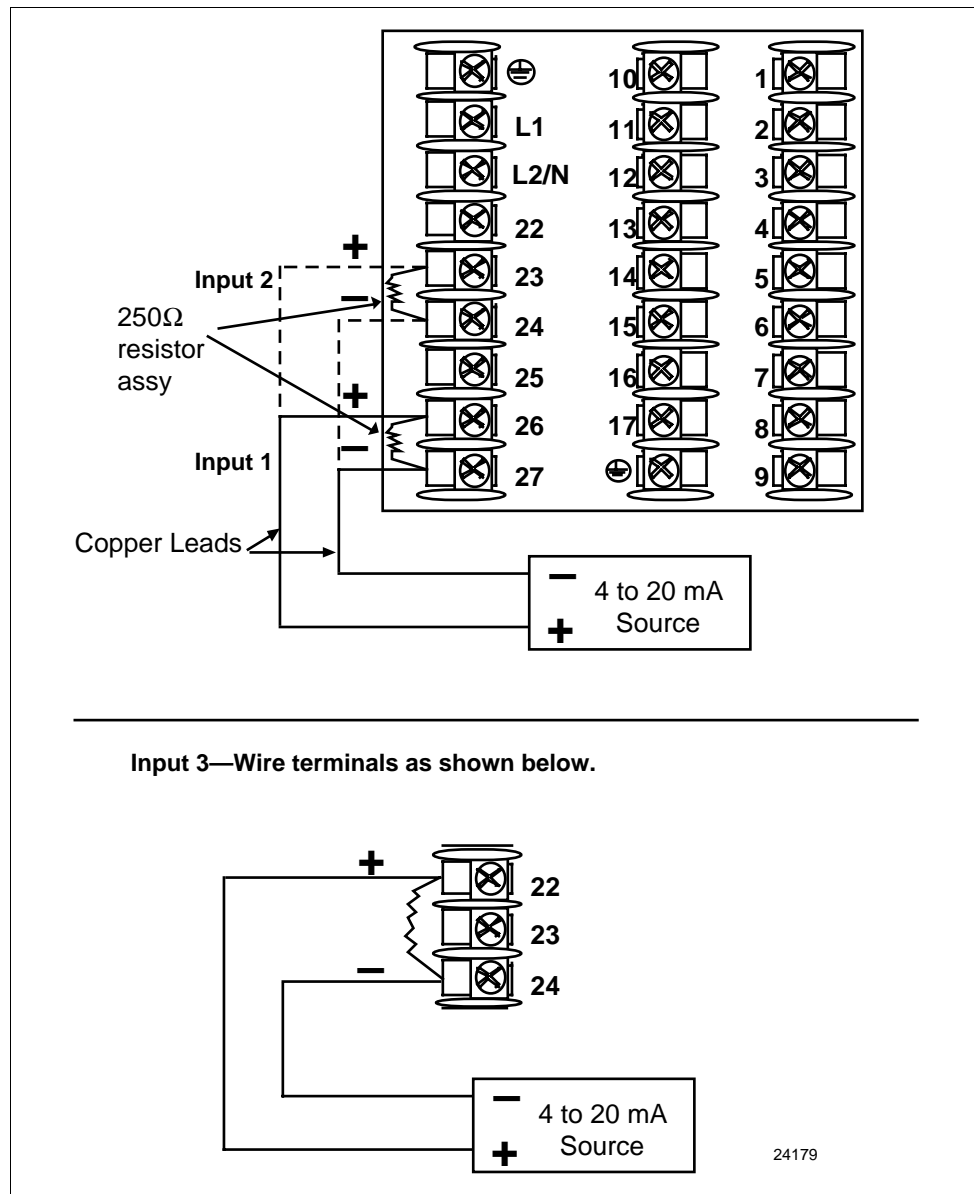 10 1
L1 11 2
L2/N 12 3
22 13 4
+
Input 2 23 14 5
−
250Ω
resistor
assy
24 15 6
25 16 7
+
26 17 8
−
Input 1
27 9
Copper Leads
− 4 to 20 mA
+ Source
Input 3—Wire terminals as shown below.
+
22
23
−
24
− 4 to 20 mA
+ Source
24179